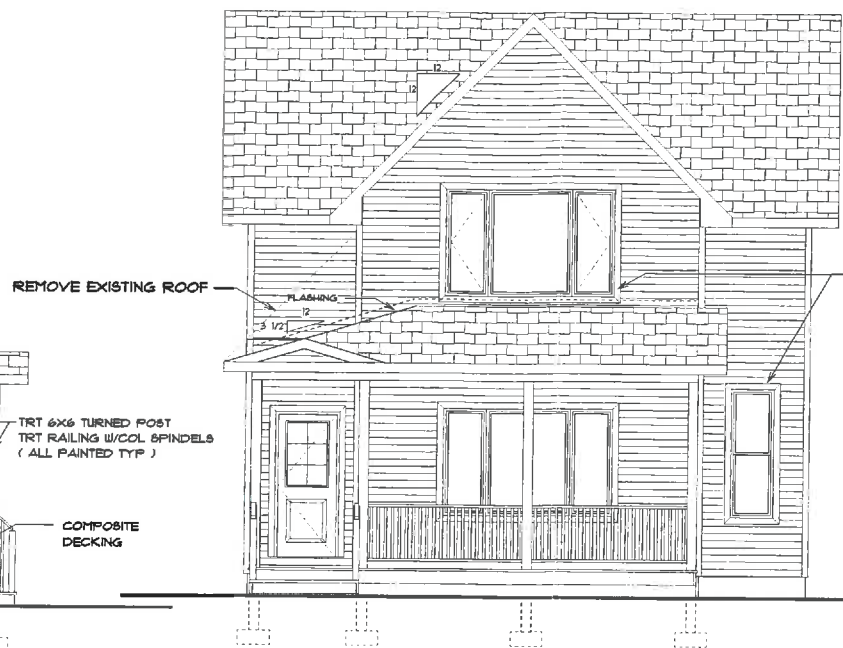 12
12
REMOVE EXISTING ROOF
FLASHING
12
3 1/2
TRT 6X6 TURNED POST
TRT RAILING W/COL SPINDELS
( ALL PAINTED TYP )
COMPOSITE
DECKING